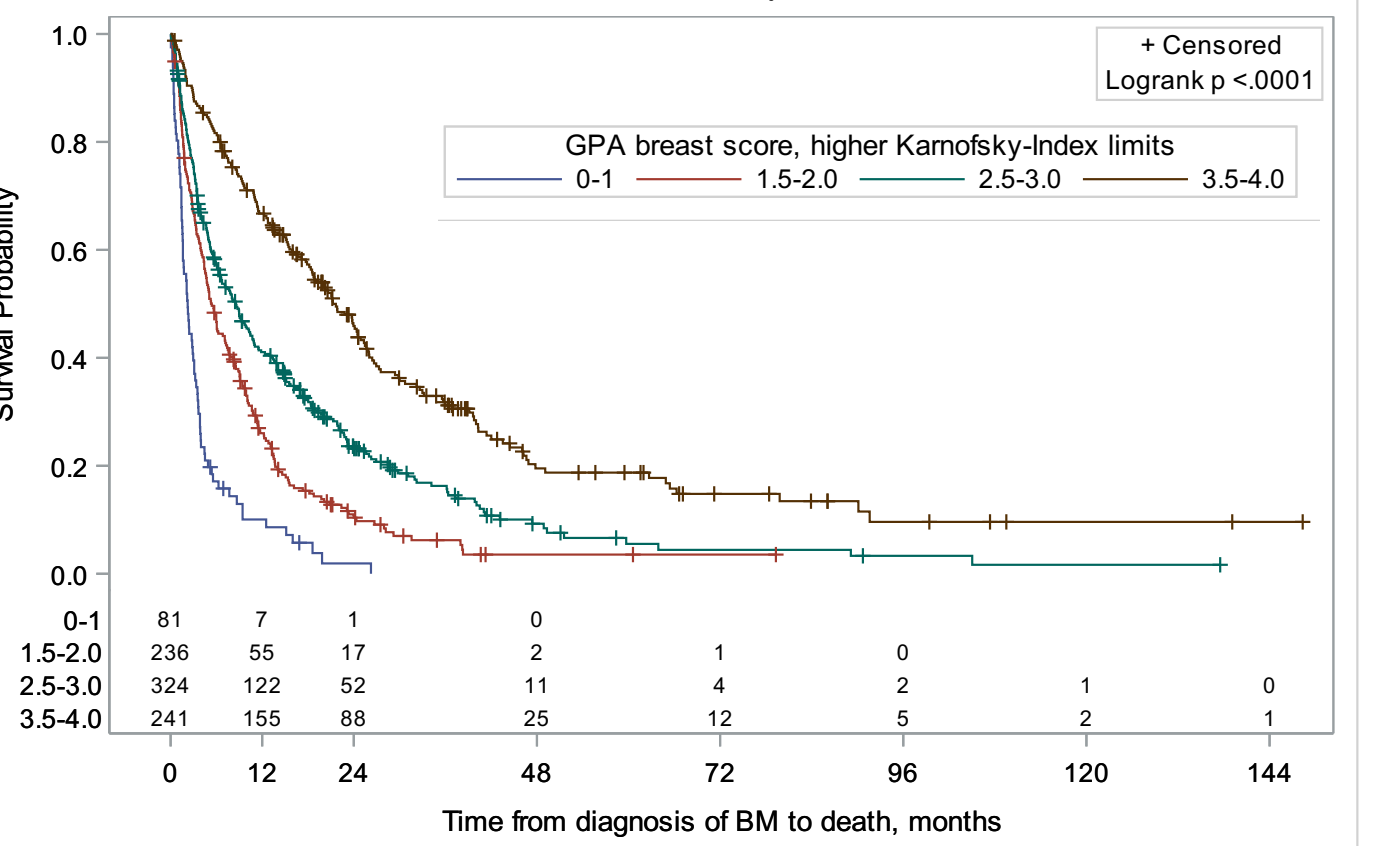 1.0
+ Censored
Logrank p <.0001
GPA breast score, higher Karnofsky-Index limits
0-1 1.5-2.0 2.5-3.0 3.5-4.0
0.8
0.6
0.4
0.2
0.0
Survival Probability
0-1 81 7 1 0
1.5-2.0 236 55 17 2 1 0
2.5-3.0 324 122 52 11 4 2 1 0
3.5-4.0 241 155 88 25 12 5 2 1
0 12 24 48 72 96 120 144
Time from diagnosis of BM to death, months